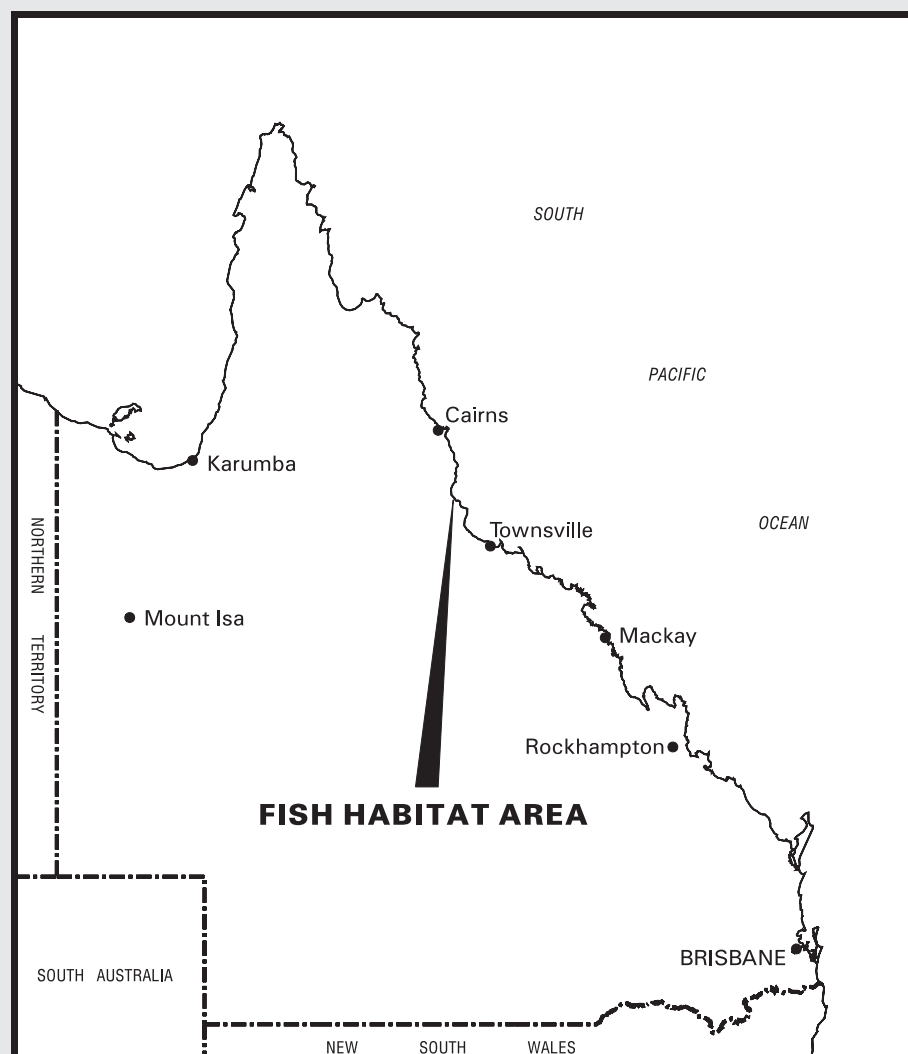 SOUTH
PACIFIC
Cairns
Karumba
OCEAN
NORTHERN TERRITORY
Townsville
Mount Isa
Mackay
Rockhampton
FISH HABITAT AREA
BRISBANE
SOUTH AUSTRALIA
NEW SOUTH WALES